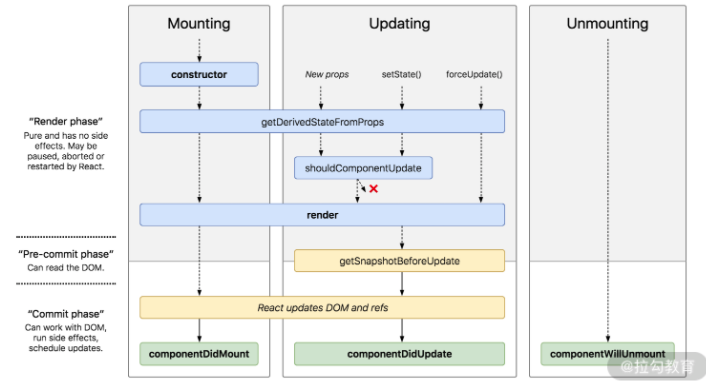 Mounting
Updating
Unmounting
constructor
New props
setState()
forceUpdate()
"Render phase"
Pure and has no side
effects. May be
paused, aborted or
restarted by React.
getDerivedStateFromProps
shouldComponentUpdate
render
"Pre-commit phase"
Can read the DOM.
getSnapshotBeforeUpdate
"Commit phase"
Can work with DOM,
run side effects,
schedule updates.
React updates DOM and refs
componentDidMount
componentDidUpdate
componentWillUnmount
@拉勾教育